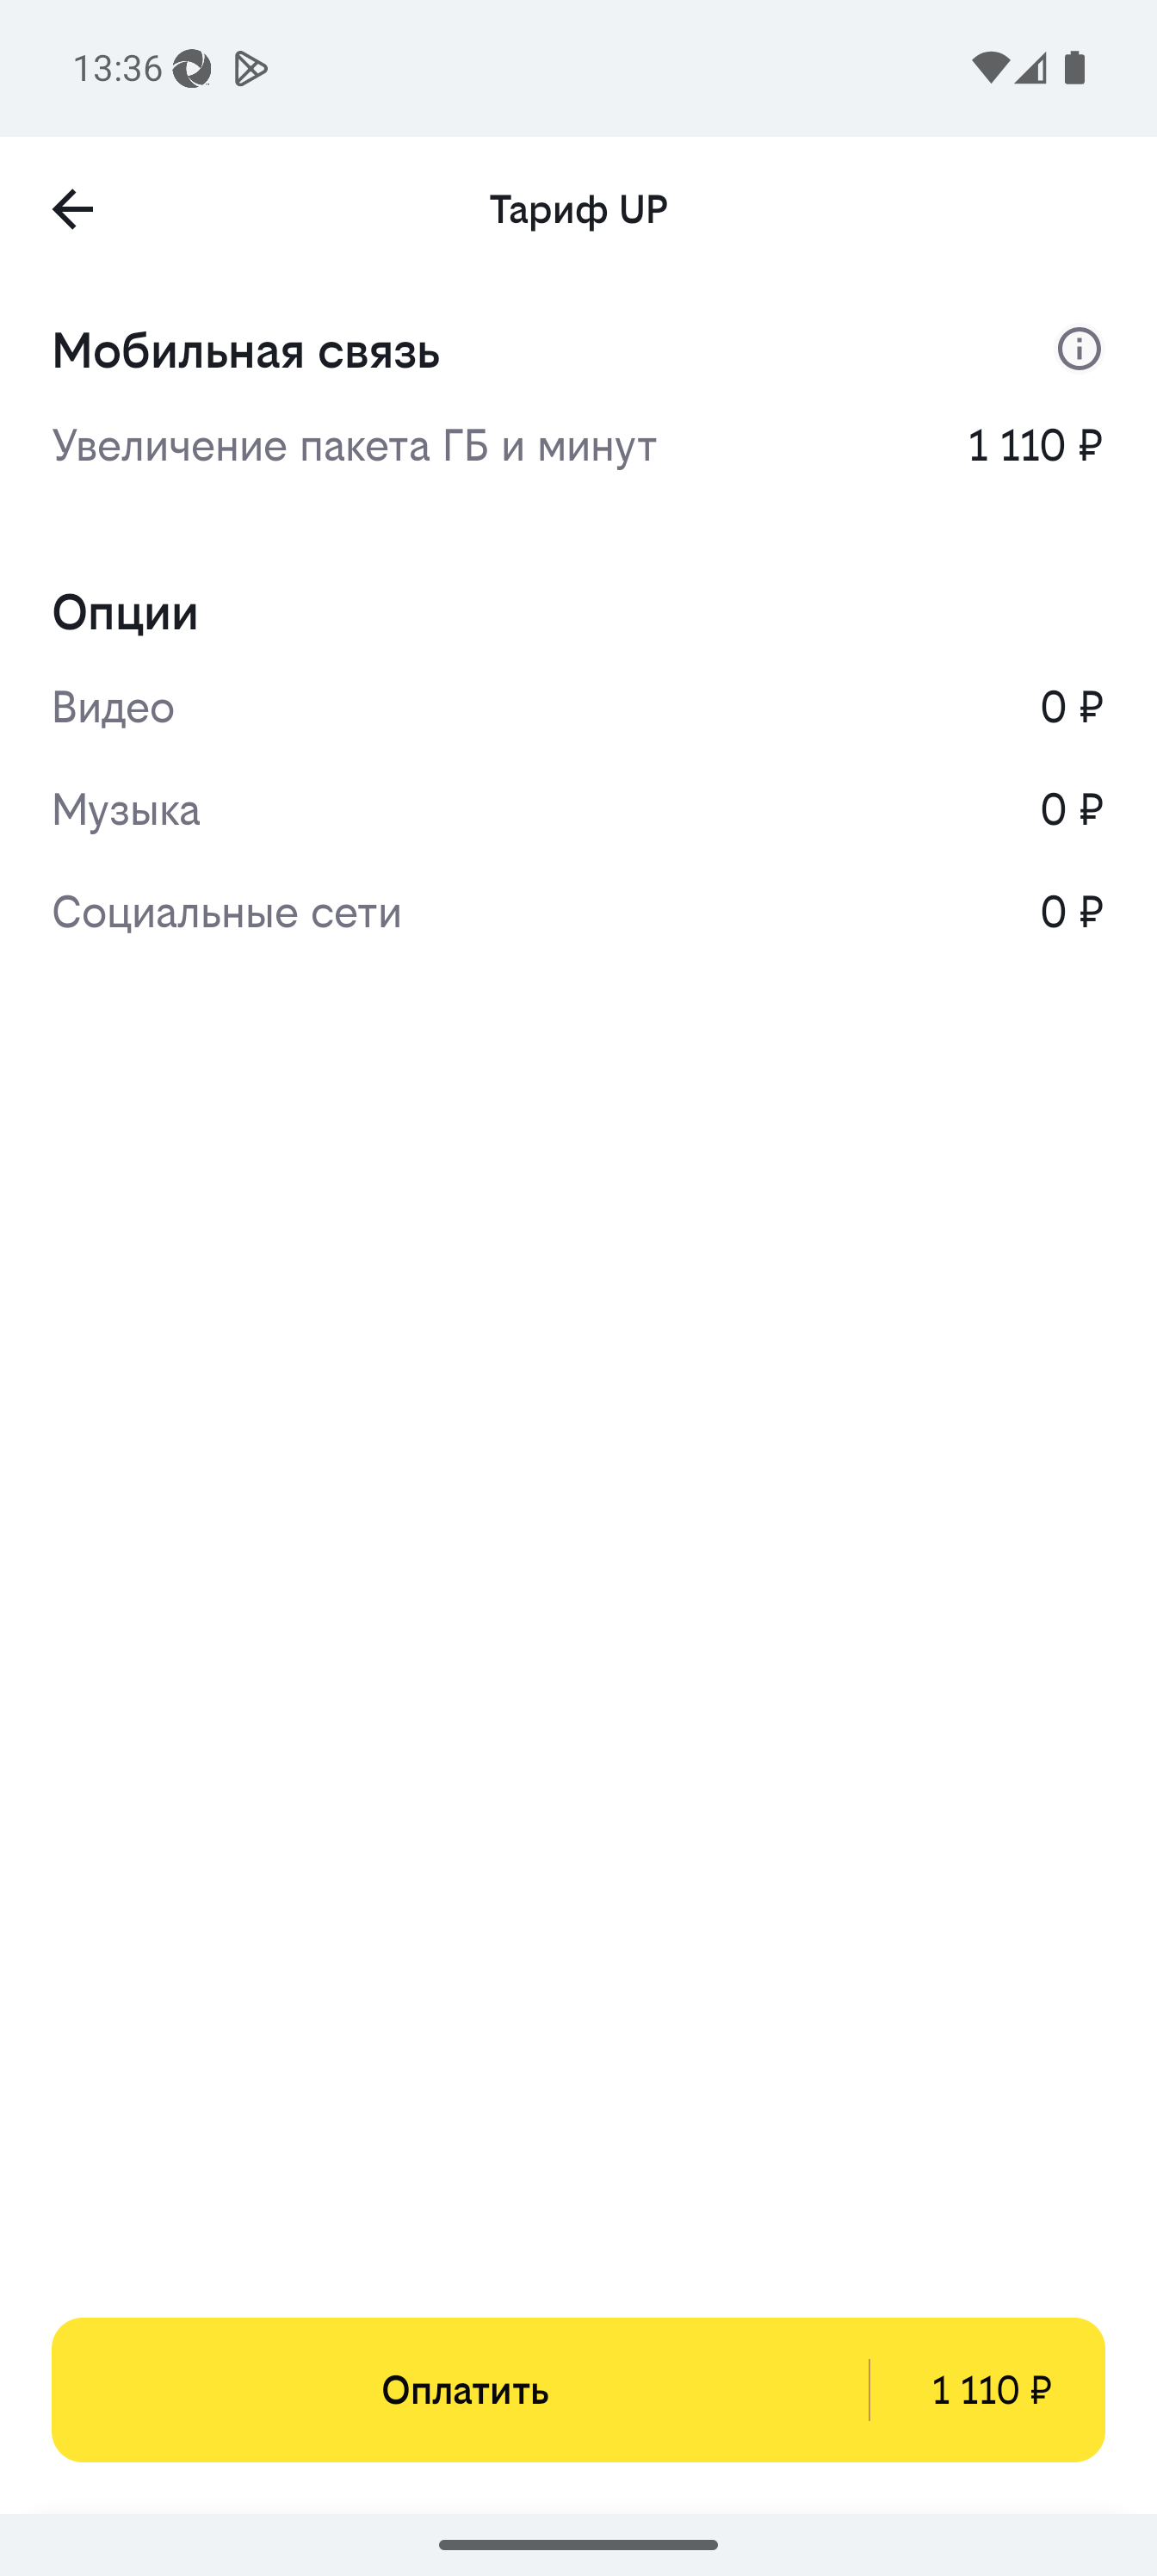 13:36
Тариф UP
Мобильная связь
Увеличение пакета ГБ и минут 1 110 ₽
Опции
Видео 0 ₽
Музыка 0 ₽
Социальные сети 0 ₽
Оплатить 1 110 ₽